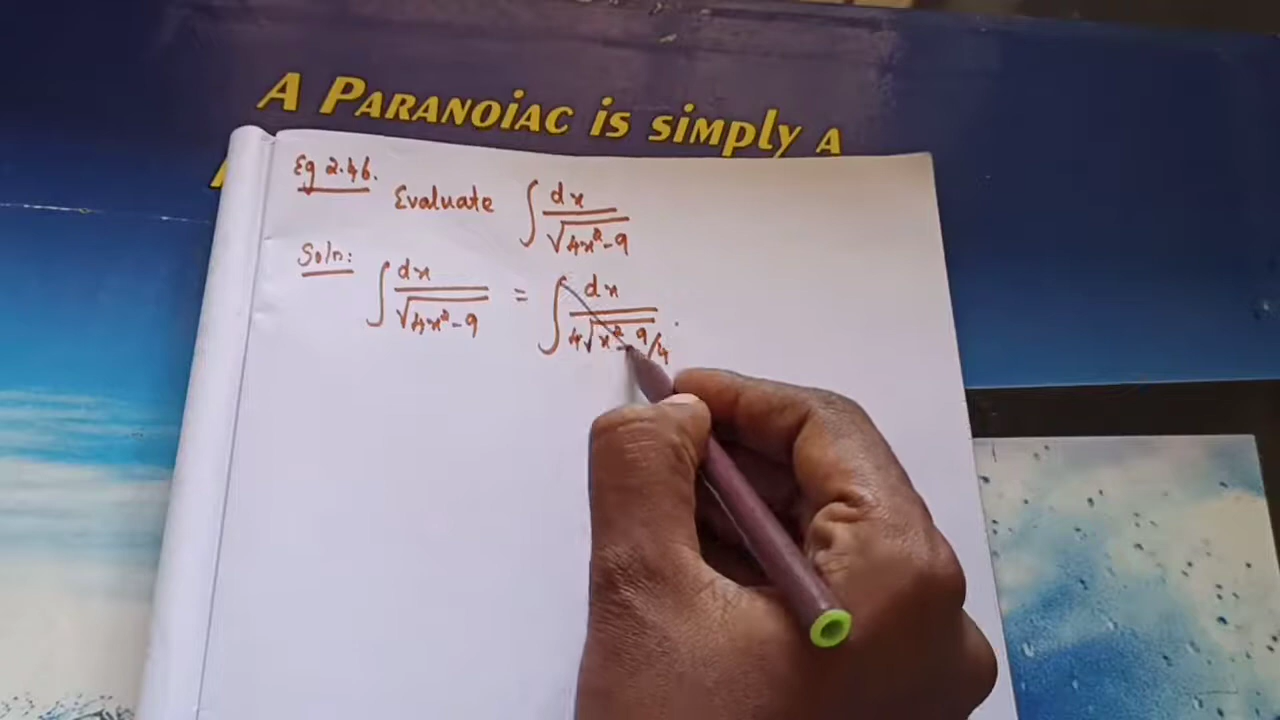 A PARANOiAC iS SiMPLY A
Eg 2.46.
Evaluate ∫ dx / √(4x²-9)
Soln: ∫ dx / √(4x²-9) = ∫ dx / 4√(x²-9/4)